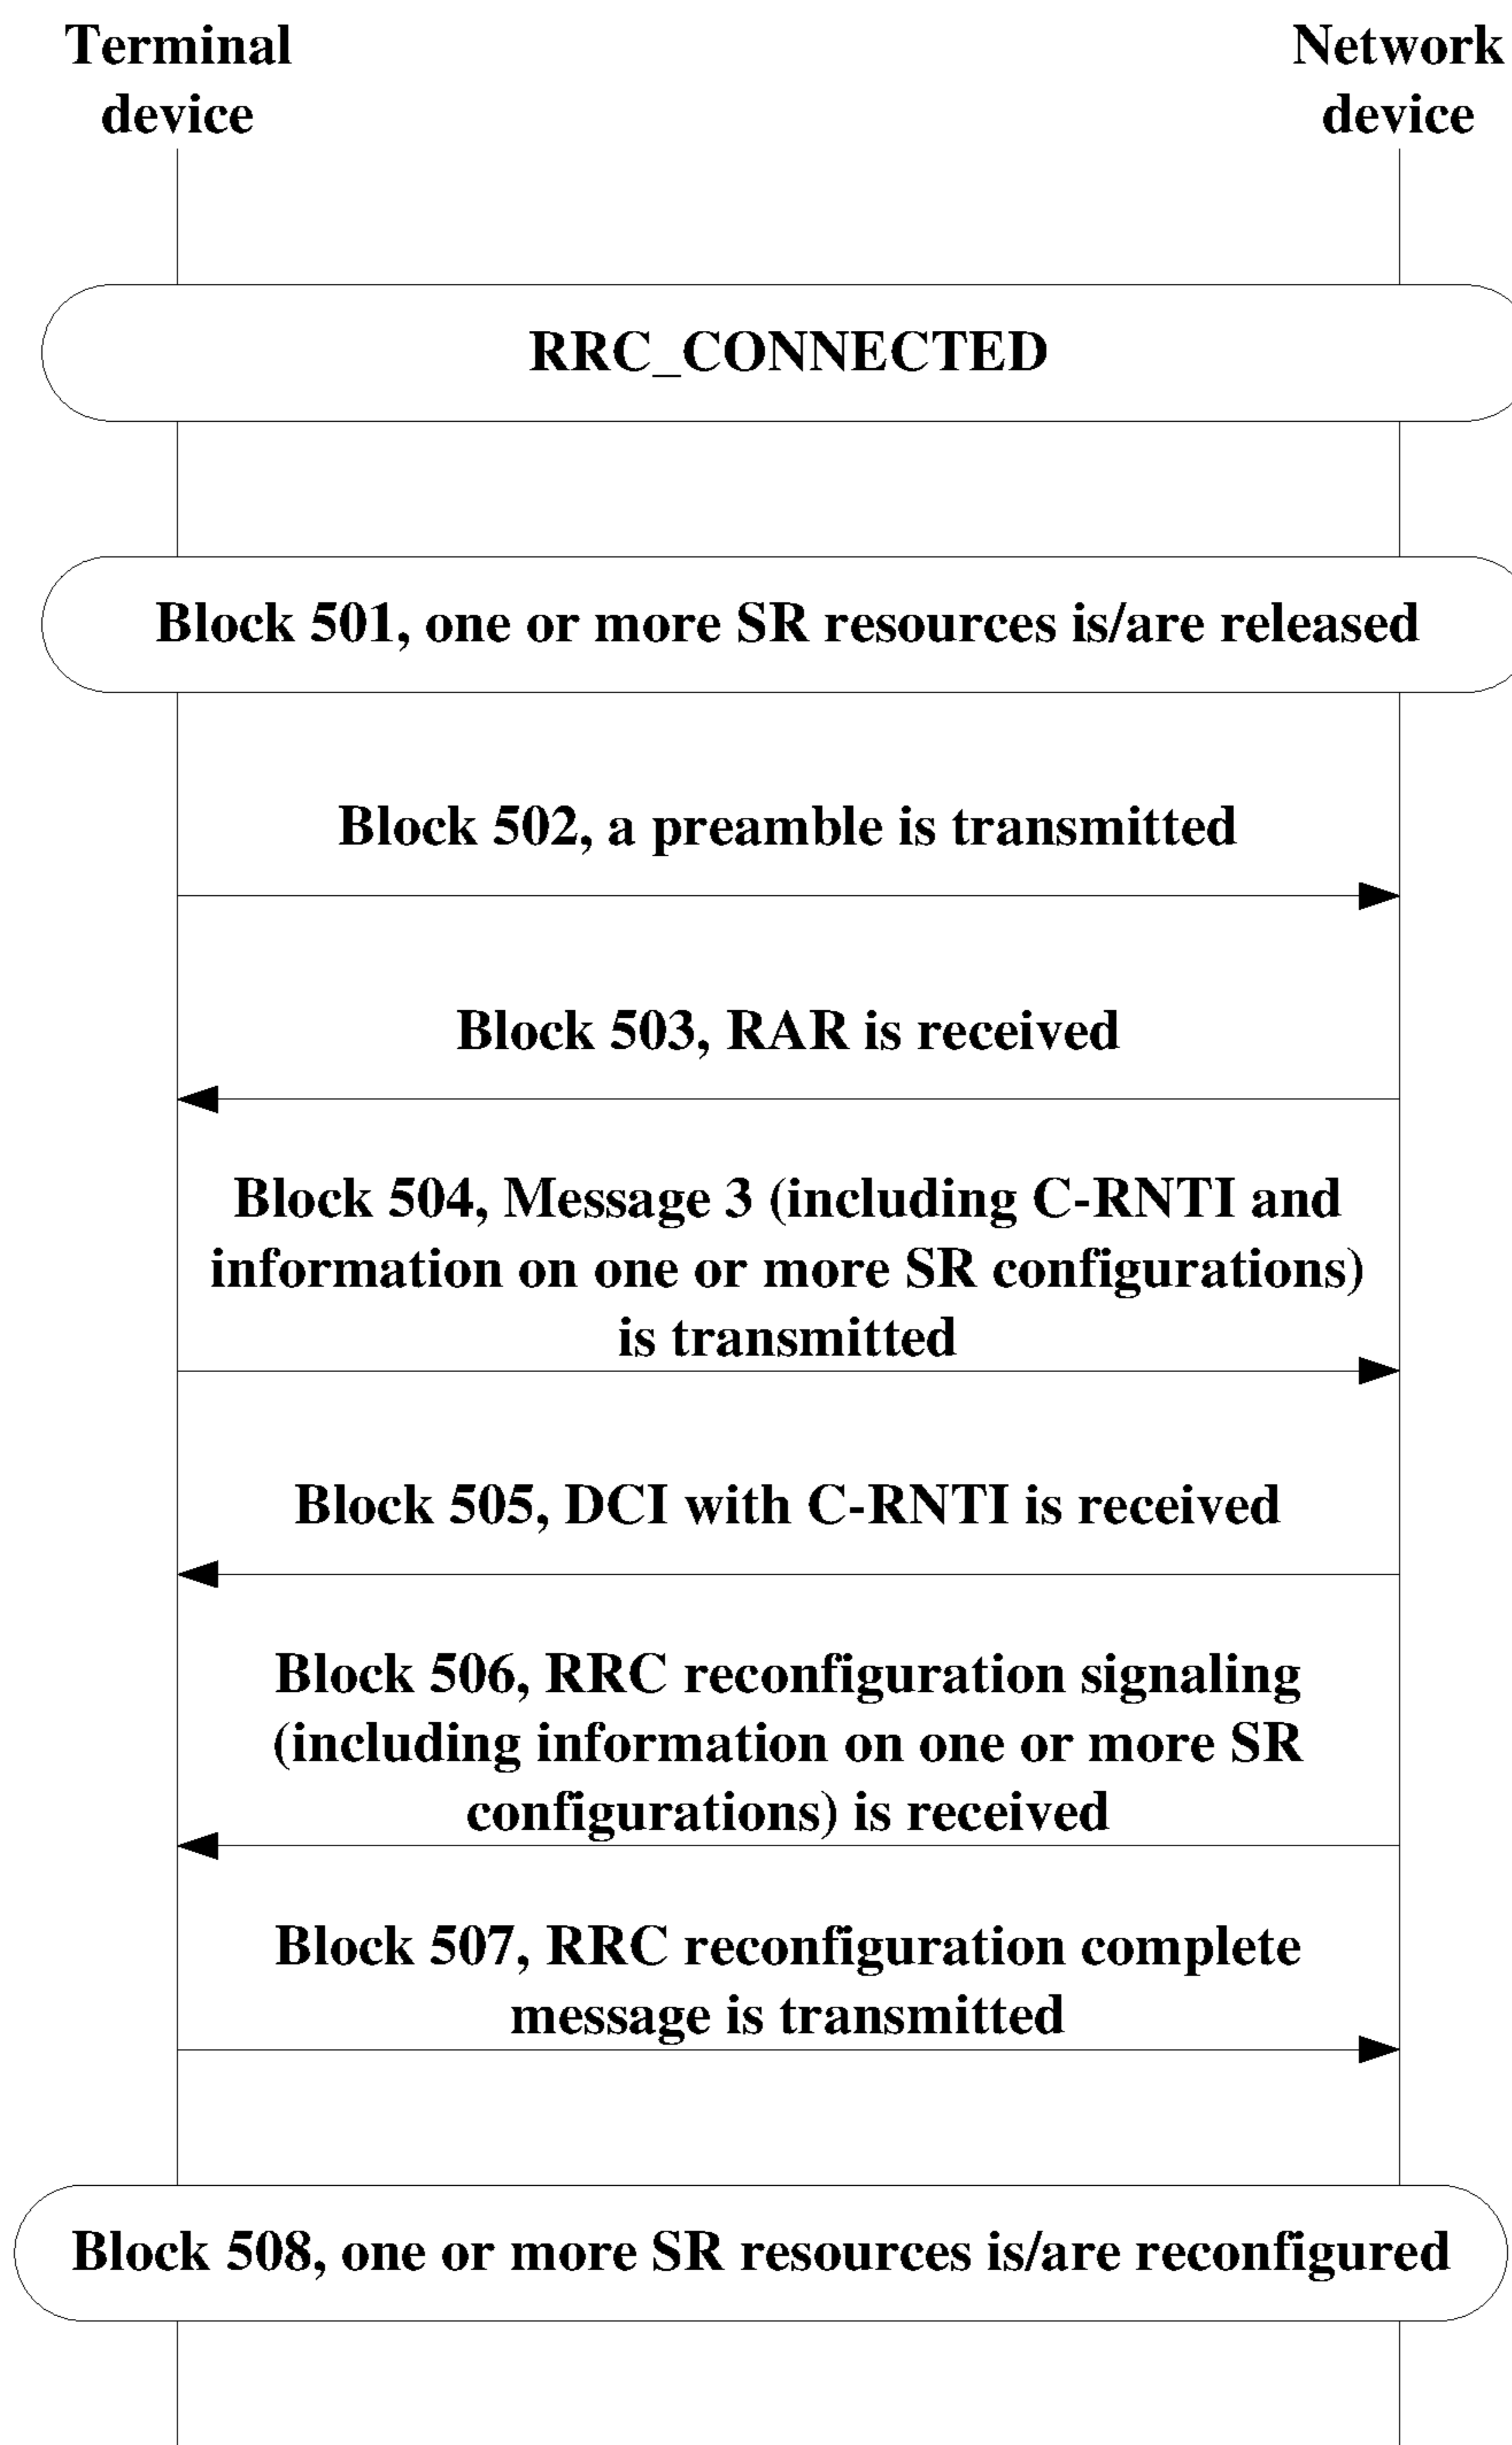 Terminal
device
Network
device
RRC_CONNECTED
Block 501, one or more SR resources is/are released
Block 502, a preamble is transmitted
Block 503, RAR is received
Block 504, Message 3 (including C-RNTI and
information on one or more SR configurations)
is transmitted
Block 505, DCI with C-RNTI is received
Block 506, RRC reconfiguration signaling
(including information on one or more SR
configurations) is received
Block 507, RRC reconfiguration complete
message is transmitted
Block 508, one or more SR resources is/are reconfigured